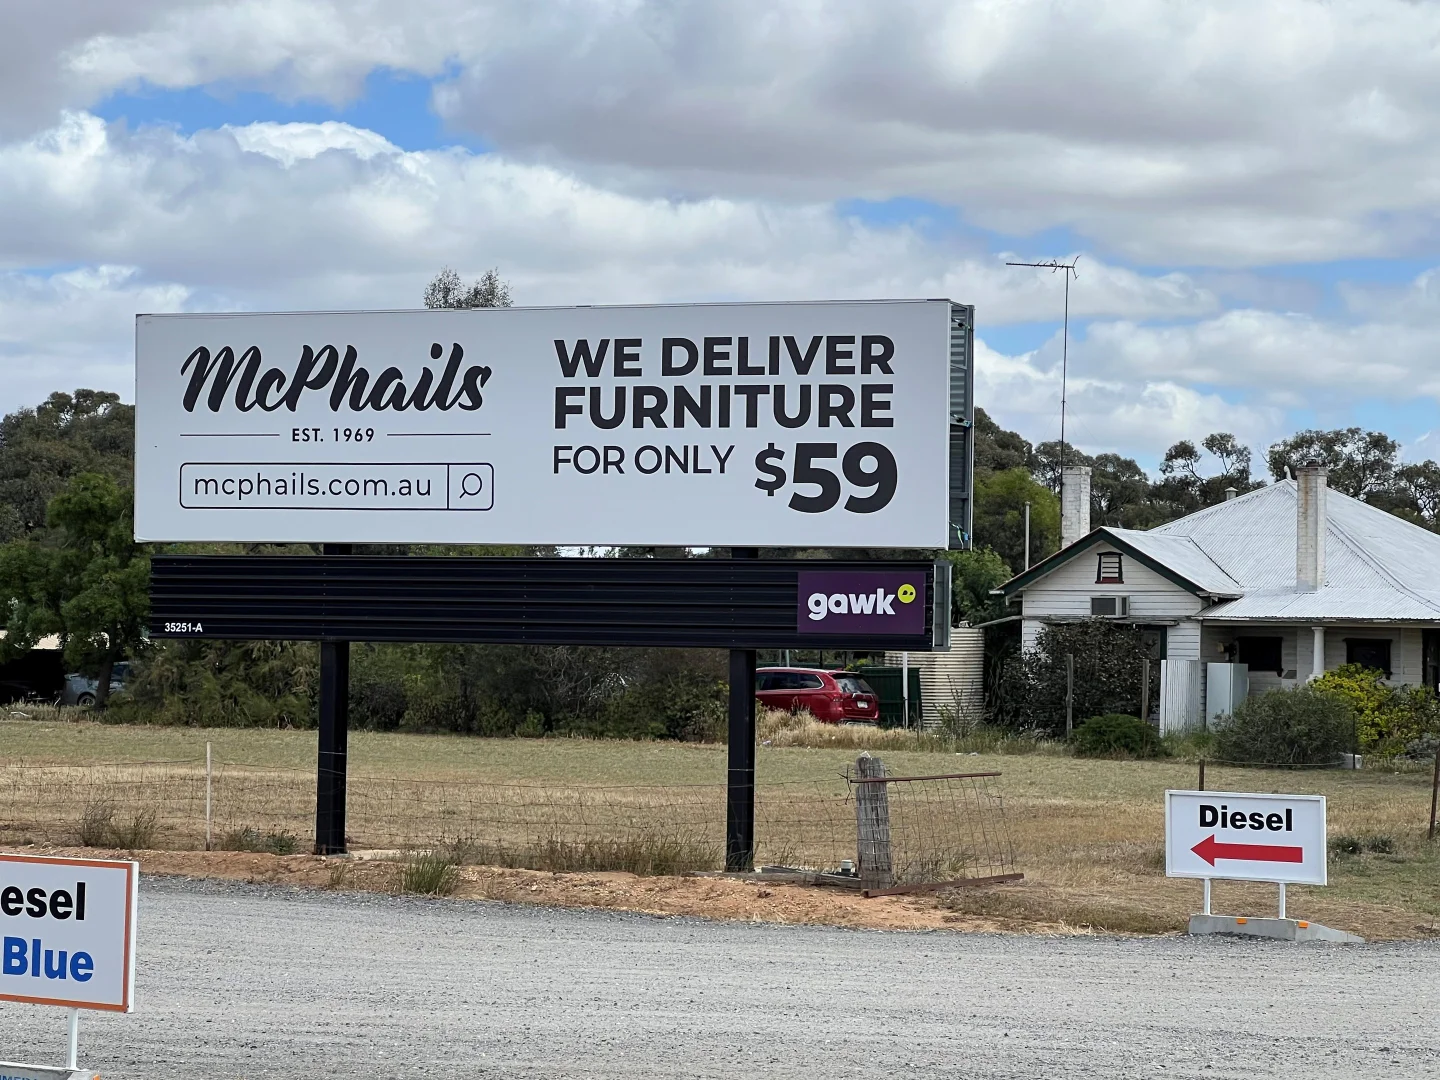 McPhails
EST. 1969
mcphails.com.au
WE DELIVER
FURNITURE
FOR ONLY $59
35251-A
gawk
Diesel
esel
Blue